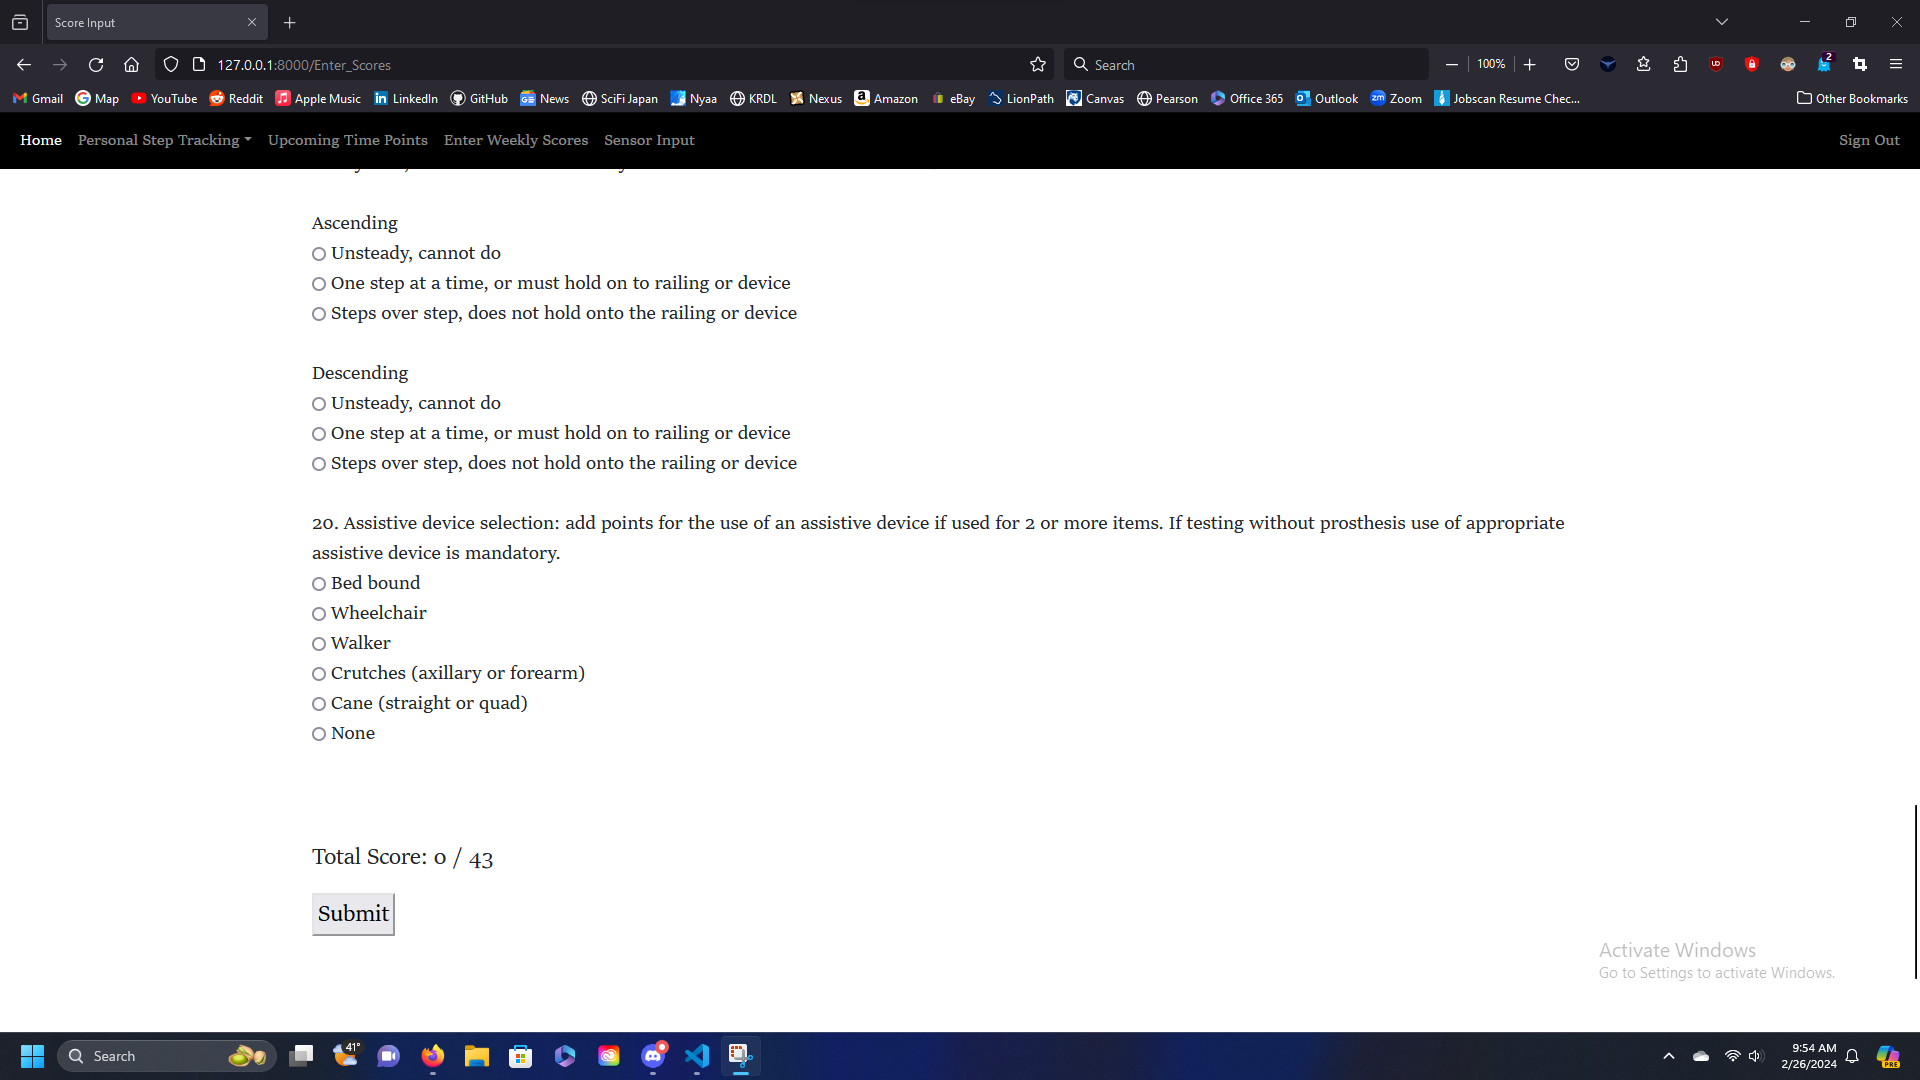 Score Input
127.0.0.1:8000/Enter_Scores
Search
100%
2
Gmail Map YouTube Reddit Apple Music LinkedIn GitHub News SciFi Japan Nyaa KRDL Nexus Amazon eBay LionPath Canvas Pearson Office 365 Outlook Zoom Jobscan Resume Chec... Other Bookmarks
Home Personal Step Tracking Upcoming Time Points Enter Weekly Scores Sensor Input Sign Out
Ascending
Unsteady, cannot do
One step at a time, or must hold on to railing or device
Steps over step, does not hold onto the railing or device
Descending
Unsteady, cannot do
One step at a time, or must hold on to railing or device
Steps over step, does not hold onto the railing or device
20. Assistive device selection: add points for the use of an assistive device if used for 2 or more items. If testing without prosthesis use of appropriate
assistive device is mandatory.
Bed bound
Wheelchair
Walker
Crutches (axillary or forearm)
Cane (straight or quad)
None
Total Score: 0 / 43
Submit
Activate Windows
Go to Settings to activate Windows.
Search
41°
9:54 AM
2/26/2024
PRE